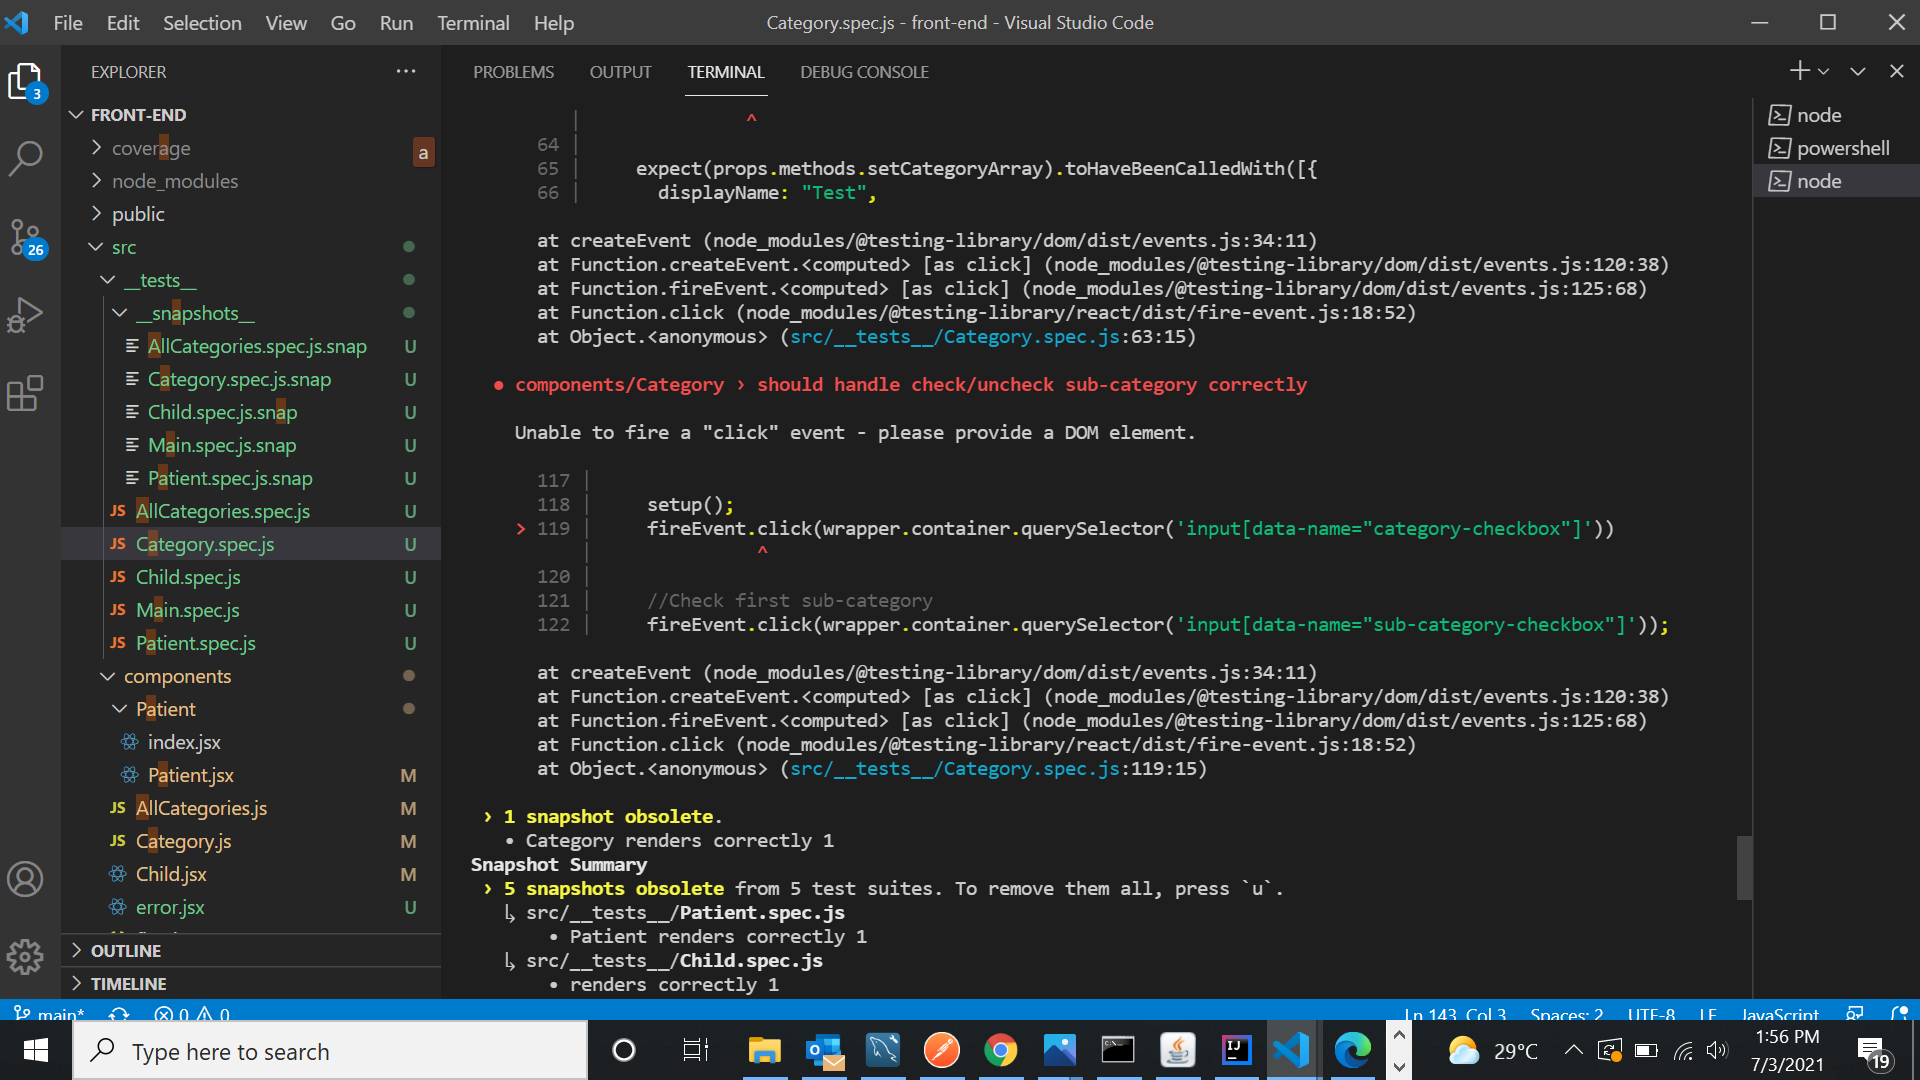 File Edit Selection View Go Run Terminal Help
Category.spec.js - front-end - Visual Studio Code
EXPLORER
FRONT-END
coverage
a
node_modules
public
src
__tests__
__snapshots__
AllCategories.spec.js.snap U
Category.spec.js.snap U
Child.spec.js.snap U
Main.spec.js.snap U
Patient.spec.js.snap U
JS AllCategories.spec.js U
JS Category.spec.js U
JS Child.spec.js U
JS Main.spec.js U
JS Patient.spec.js U
components
Patient
index.jsx
Patient.jsx M
JS AllCategories.js M
JS Category.js M
Child.jsx M
error.jsx U
OUTLINE
TIMELINE
3
26
PROBLEMS OUTPUT TERMINAL DEBUG CONSOLE
| ^
64 |
65 | expect(props.methods.setCategoryArray).toHaveBeenCalledWith([{
66 | displayName: "Test",
at createEvent (node_modules/@testing-library/dom/dist/events.js:34:11)
at Function.createEvent.<computed> [as click] (node_modules/@testing-library/dom/dist/events.js:120:38)
at Function.fireEvent.<computed> [as click] (node_modules/@testing-library/dom/dist/events.js:125:68)
at Function.click (node_modules/@testing-library/react/dist/fire-event.js:18:52)
at Object.<anonymous> (src/__tests__/Category.spec.js:63:15)
● components/Category › should handle check/uncheck sub-category correctly
Unable to fire a "click" event - please provide a DOM element.
117 |
118 | setup();
> 119 | fireEvent.click(wrapper.container.querySelector('input[data-name="category-checkbox"]'))
| ^
120 |
121 | //Check first sub-category
122 | fireEvent.click(wrapper.container.querySelector('input[data-name="sub-category-checkbox"]'));
at createEvent (node_modules/@testing-library/dom/dist/events.js:34:11)
at Function.createEvent.<computed> [as click] (node_modules/@testing-library/dom/dist/events.js:120:38)
at Function.fireEvent.<computed> [as click] (node_modules/@testing-library/dom/dist/events.js:125:68)
at Function.click (node_modules/@testing-library/react/dist/fire-event.js:18:52)
at Object.<anonymous> (src/__tests__/Category.spec.js:119:15)
› 1 snapshot obsolete.
• Category renders correctly 1
Snapshot Summary
› 5 snapshots obsolete from 5 test suites. To remove them all, press `u`.
↳ src/__tests__/Patient.spec.js
• Patient renders correctly 1
↳ src/__tests__/Child.spec.js
• renders correctly 1
node
powershell
node
main* 0 0
Ln 143, Col 3 Spaces: 2 UTF-8 LF JavaScript
Type here to search
IJ
29°C
1:56 PM
7/3/2021
19